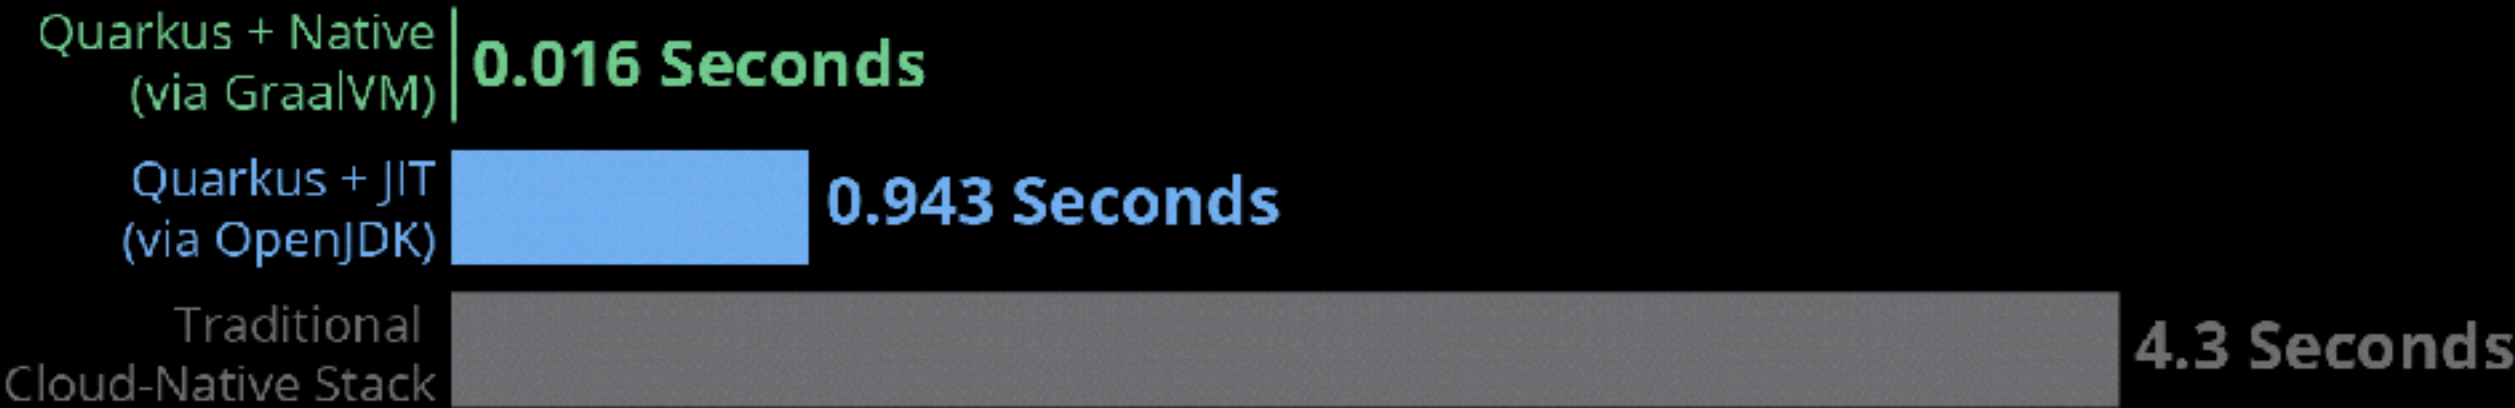 Quarkus + Native
(via GraalVM)
0.016 Seconds
Quarkus + JIT
(via OpenJDK)
0.943 Seconds
Traditional
Cloud-Native Stack
4.3 Seconds